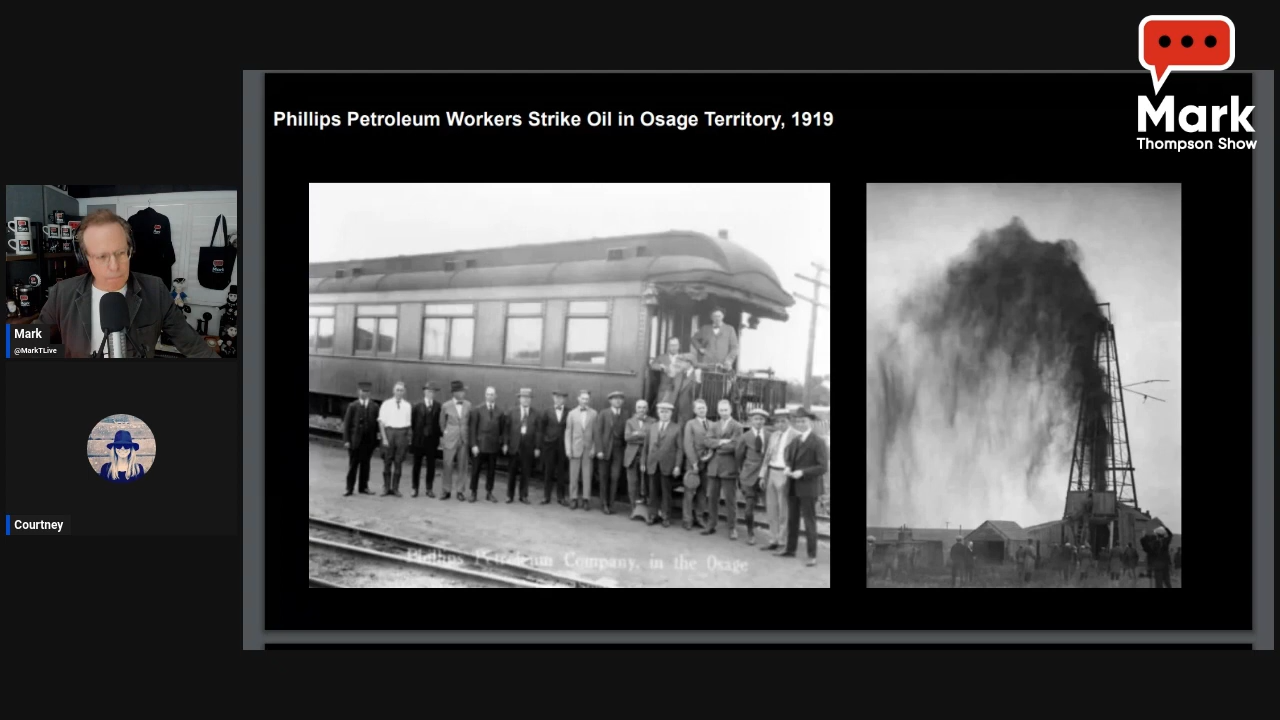 Mark
Thompson Show
Phillips Petroleum Workers Strike Oil in Osage Territory, 1919
Phillips Petroleum Company, in the Osage
Mark
@MarkTLive
Courtney